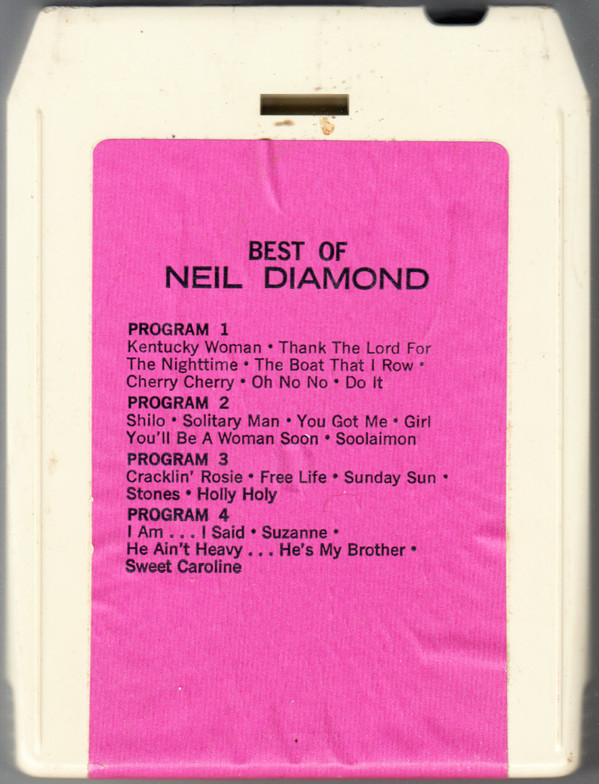 BEST OF
NEIL DIAMOND
PROGRAM 1
Kentucky Woman • Thank The Lord For
The Nighttime • The Boat That I Row •
Cherry Cherry • Oh No No • Do It
PROGRAM 2
Shilo • Solitary Man • You Got Me • Girl
You'll Be A Woman Soon • Soolaimon
PROGRAM 3
Cracklin' Rosie • Free Life • Sunday Sun •
Stones • Holly Holy
PROGRAM 4
I Am . . . I Said • Suzanne •
He Ain't Heavy . . . He's My Brother •
Sweet Caroline